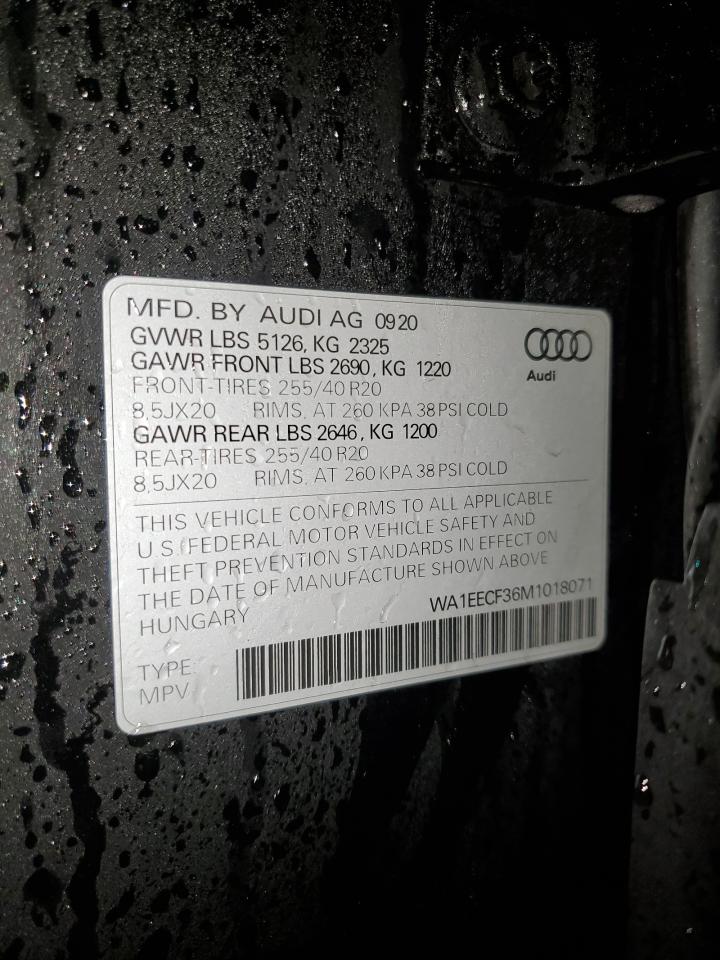 MFD. BY AUDI AG 0920
GVWR LBS 5126, KG 2325
GAWR FRONT LBS 2690, KG 1220
FRONT-TIRES 255/40 R20
8,5JX20 RIMS, AT 260 KPA 38 PSI COLD
GAWR REAR LBS 2646, KG 1200
REAR-TIRES 255/40 R20
8,5JX20 RIMS, AT 260 KPA 38 PSI COLD
Audi
THIS VEHICLE CONFORMS TO ALL APPLICABLE
U.S. FEDERAL MOTOR VEHICLE SAFETY AND
THEFT PREVENTION STANDARDS IN EFFECT ON
THE DATE OF MANUFACTURE SHOWN ABOVE
HUNGARY
WA1EECF36M1018071
TYPE
MPV